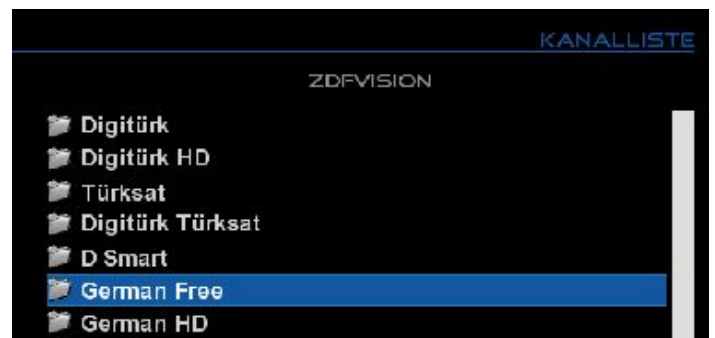 KANALLISTE
ZDFVISION
Digitürk
Digitürk HD
Türksat
Digitürk Türksat
D Smart
German Free
German HD